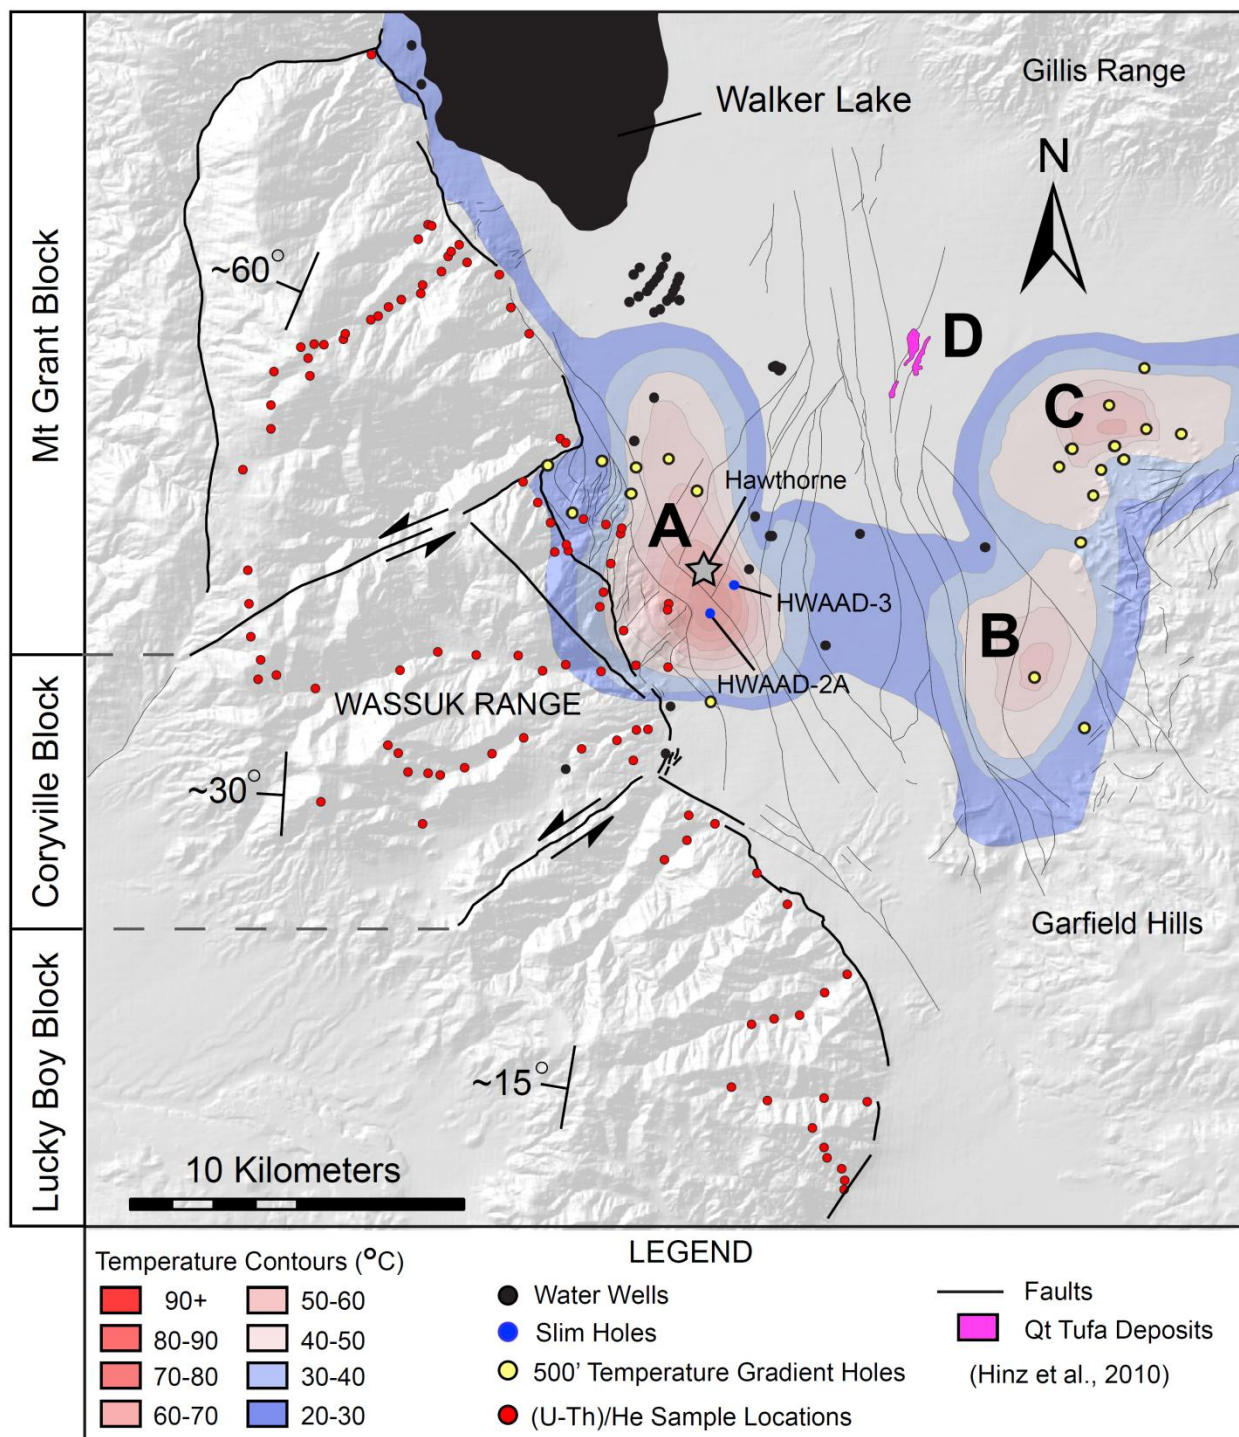 Mt Grant Block
Coryville Block
Lucky Boy Block
Gillis Range
Walker Lake
N
~60°
D
C
A
Hawthorne
HWAAD-3
B
HWAAD-2A
WASSUK RANGE
~30°
Garfield Hills
~15°
10 Kilometers
LEGEND
Temperature Contours (°C)
90+
80-90
70-80
60-70
50-60
40-50
30-40
20-30
Water Wells
Slim Holes
500' Temperature Gradient Holes
(U-Th)/He Sample Locations
Faults
Qt Tufa Deposits
(Hinz et al., 2010)